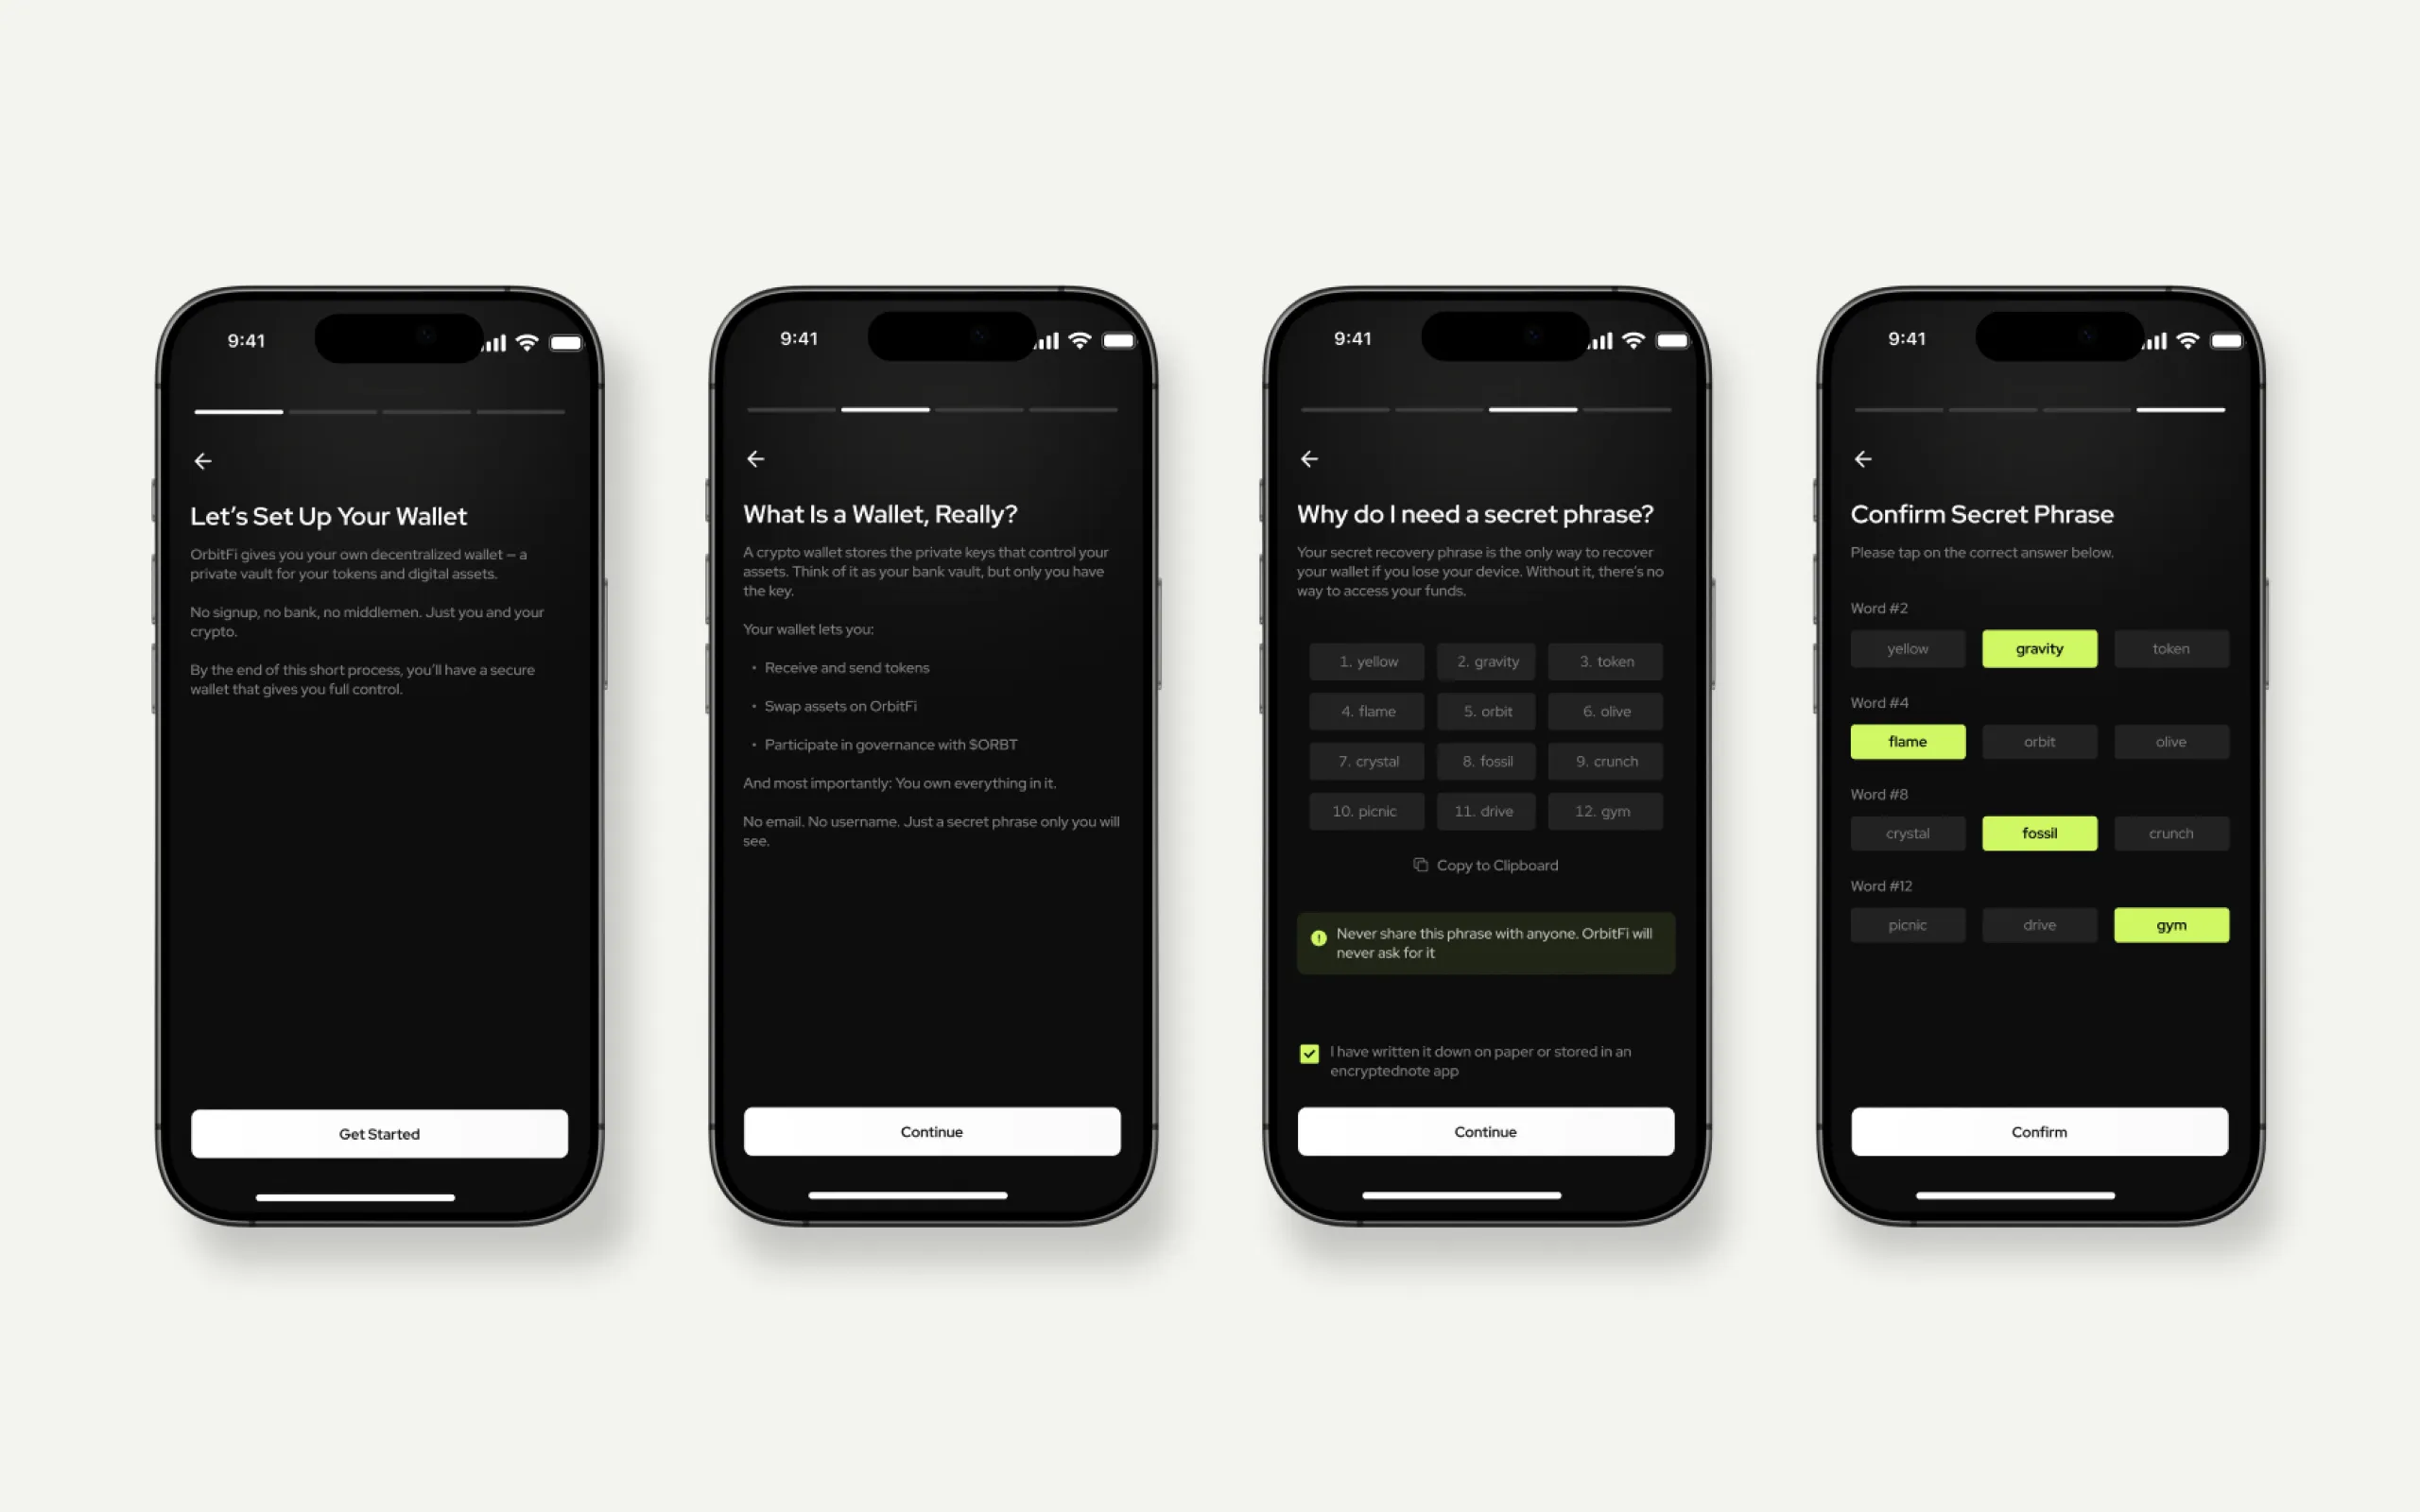 9:41
Let's Set Up Your Wallet
OrbitFi gives you your own decentralized wallet — a
private vault for your tokens and digital assets.
No signup, no bank, no middlemen. Just you and your
crypto.
By the end of this short process, you'll have a secure
wallet that gives you full control.
Get Started
9:41
What Is a Wallet, Really?
A crypto wallet stores the private keys that control your
assets. Think of it as your bank vault, but only you have
the key.
Your wallet lets you:
• Receive and send tokens
• Swap assets on OrbitFi
• Participate in governance with $ORBT
And most importantly: You own everything in it.
No email. No username. Just a secret phrase only you will
see.
Continue
9:41
Why do I need a secret phrase?
Your secret recovery phrase is the only way to recover
your wallet if you lose your device. Without it, there's no
way to access your funds.
1. yellow 2. gravity 3. token
4. flame 5. orbit 6. olive
7. crystal 8. fossil 9. crunch
10. picnic 11. drive 12. gym
Copy to Clipboard
Never share this phrase with anyone. OrbitFi will
never ask for it
I have written it down on paper or stored in an
encryptednote app
Continue
9:41
Confirm Secret Phrase
Please tap on the correct answer below.
Word #2
yellow gravity token
Word #4
flame orbit olive
Word #8
crystal fossil crunch
Word #12
picnic drive gym
Confirm